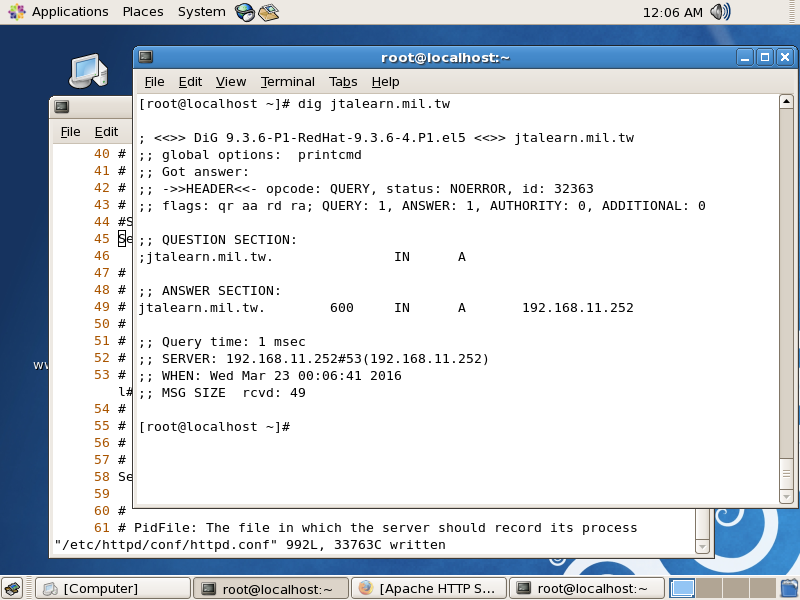 Applications Places System 12:06 AM
root@localhost:~
File Edit View Terminal Tabs Help
[root@localhost ~]# dig jtalearn.mil.tw
; <<>> DiG 9.3.6-P1-RedHat-9.3.6-4.P1.el5 <<>> jtalearn.mil.tw
;; global options:  printcmd
;; Got answer:
;; ->>HEADER<<- opcode: QUERY, status: NOERROR, id: 32363
;; flags: qr aa rd ra; QUERY: 1, ANSWER: 1, AUTHORITY: 0, ADDITIONAL: 0
;; QUESTION SECTION:
;jtalearn.mil.tw. IN A
;; ANSWER SECTION:
jtalearn.mil.tw. 600 IN A 192.168.11.252
;; Query time: 1 msec
;; SERVER: 192.168.11.252#53(192.168.11.252)
;; WHEN: Wed Mar 23 00:06:41 2016
;; MSG SIZE  rcvd: 49
[root@localhost ~]#
File Edit
40 #
41 #
42 #
43 #
44 #S
45 Se
46
47 #
48 #
49 #
50 #
51 #
52 #
53 #
l#
54 #
55 #
56 #
57 #
58 Se
59
60 #
61 # PidFile: The file in which the server should record its process
"/etc/httpd/conf/httpd.conf" 992L, 33763C written
[Computer] root@localhost:~ [Apache HTTP S... root@localhost:~